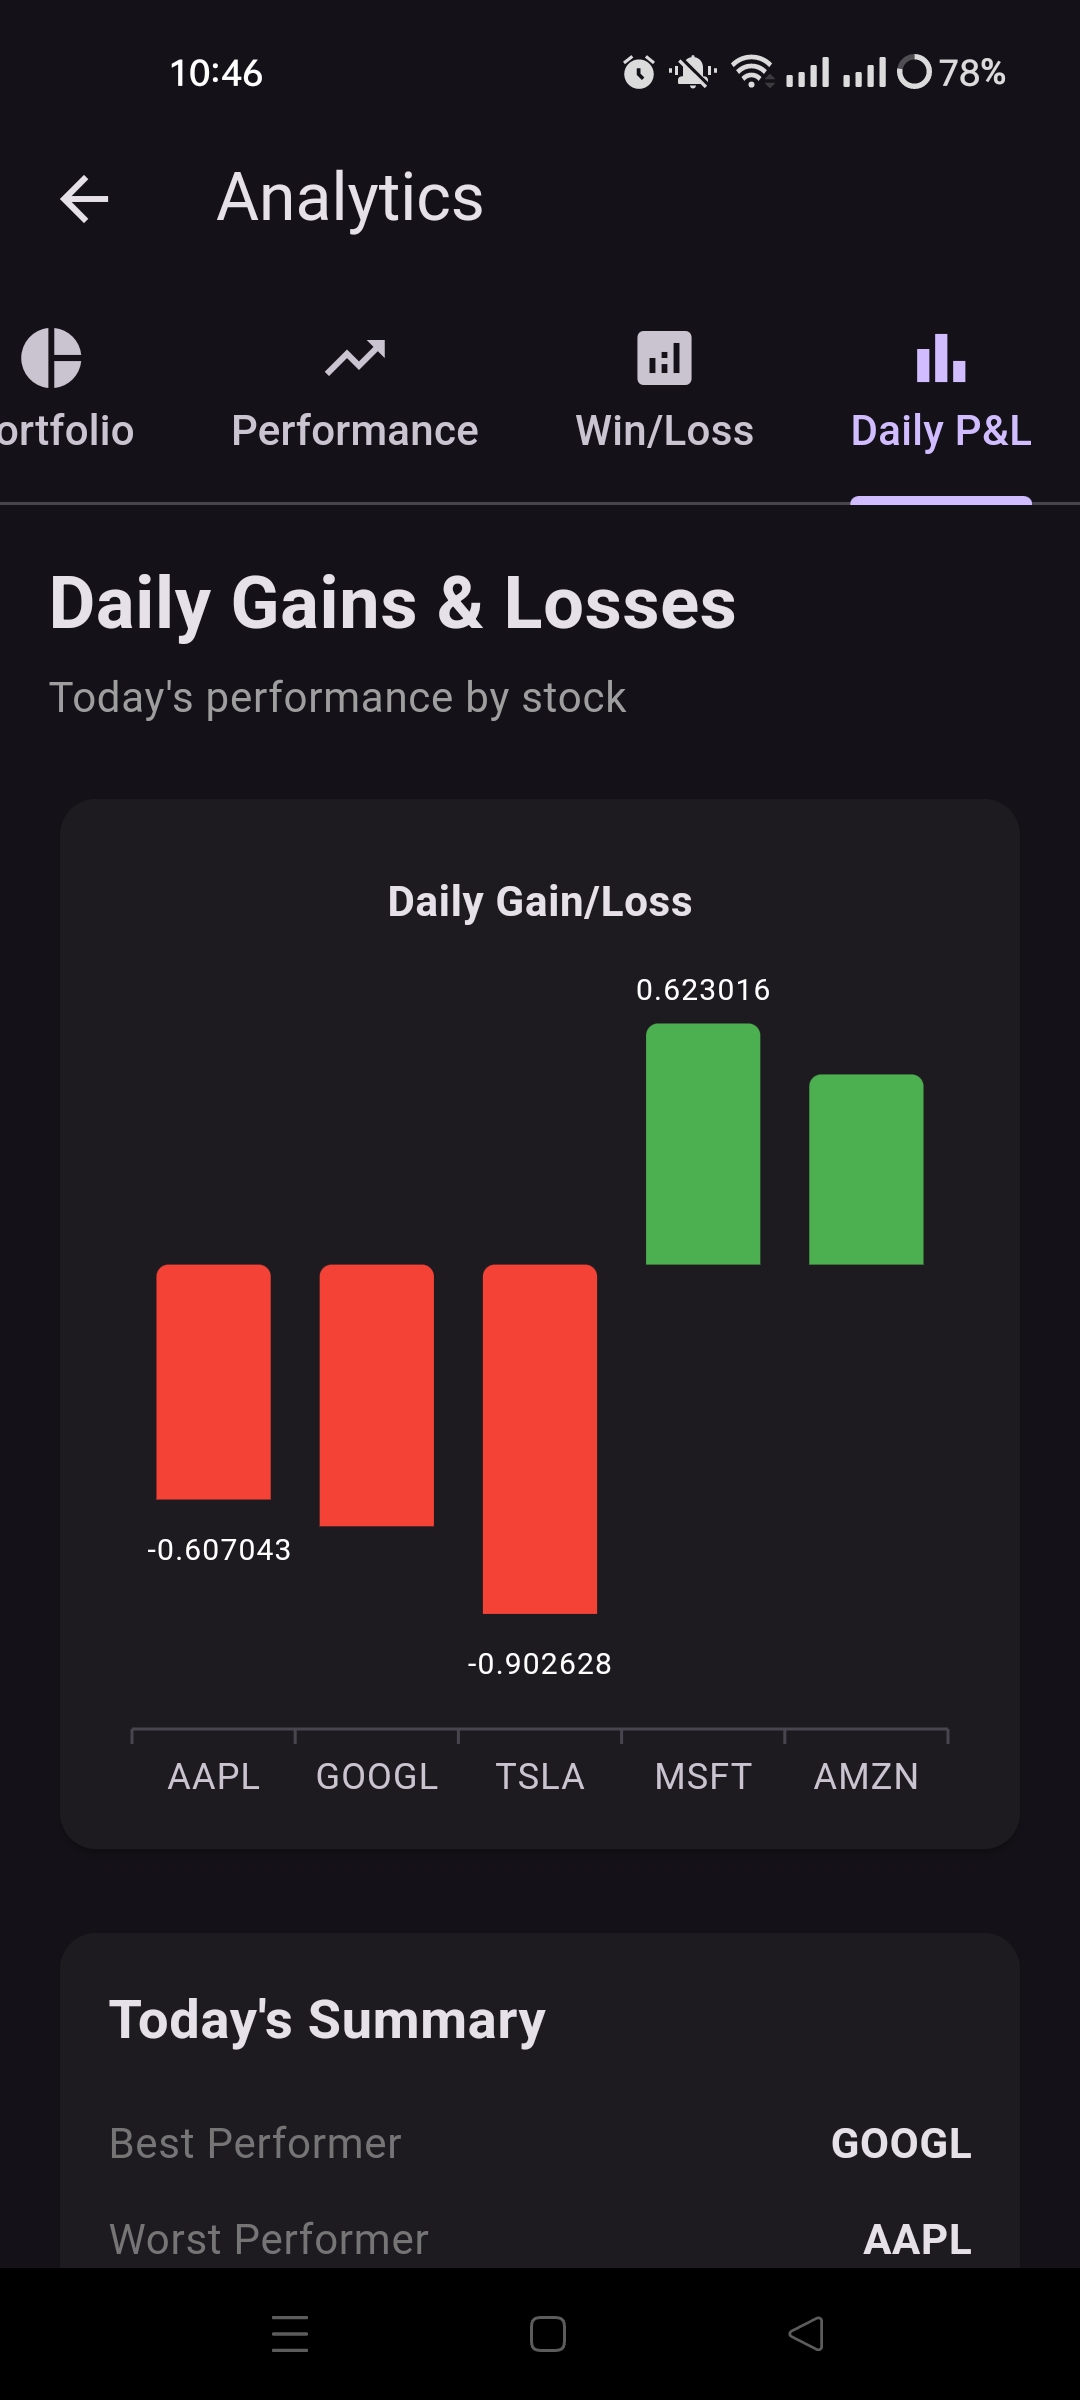 10:46
78%
Analytics
ortfolio
Performance
Win/Loss
Daily P&L
Daily Gains & Losses
Today's performance by stock
Daily Gain/Loss
0.623016
-0.607043
-0.902628
AAPL GOOGL TSLA MSFT AMZN
Today's Summary
Best Performer GOOGL
Worst Performer AAPL